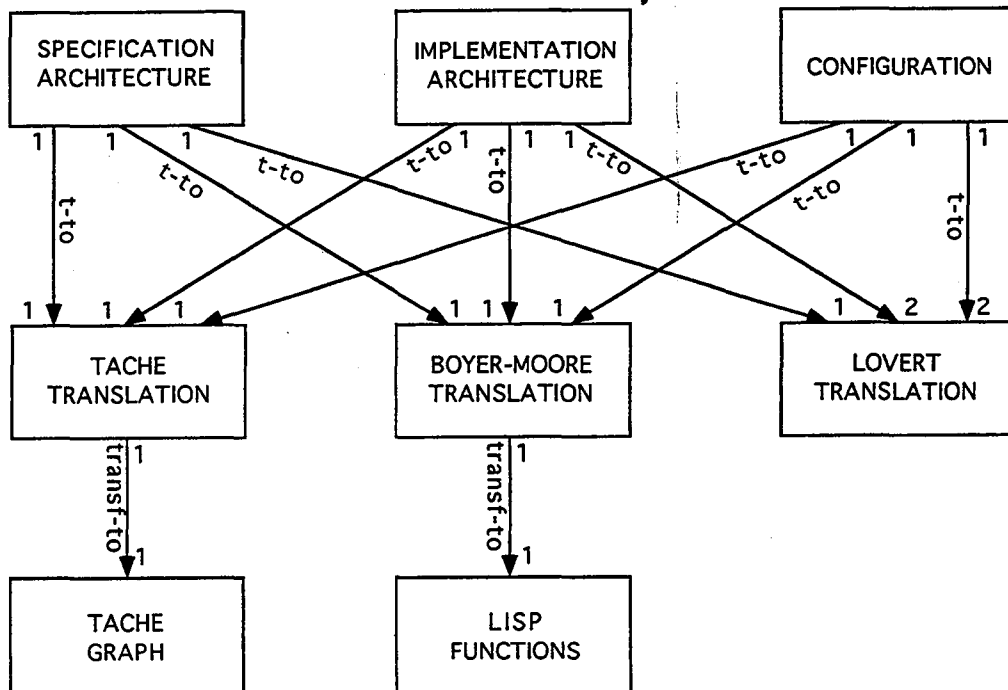 SPECIFICATION
ARCHITECTURE
IMPLEMENTATION
ARCHITECTURE
CONFIGURATION
1 1 1 1 1 1 1 1 1
t-to t-to t-to t-to t-to t-to t-to t-to t-to
1 1 1 1 1 1 1 2 2
TACHE
TRANSLATION
BOYER-MOORE
TRANSLATION
LOVERT
TRANSLATION
1 1
transf-to transf-to
1 1
TACHE
GRAPH
LISP
FUNCTIONS